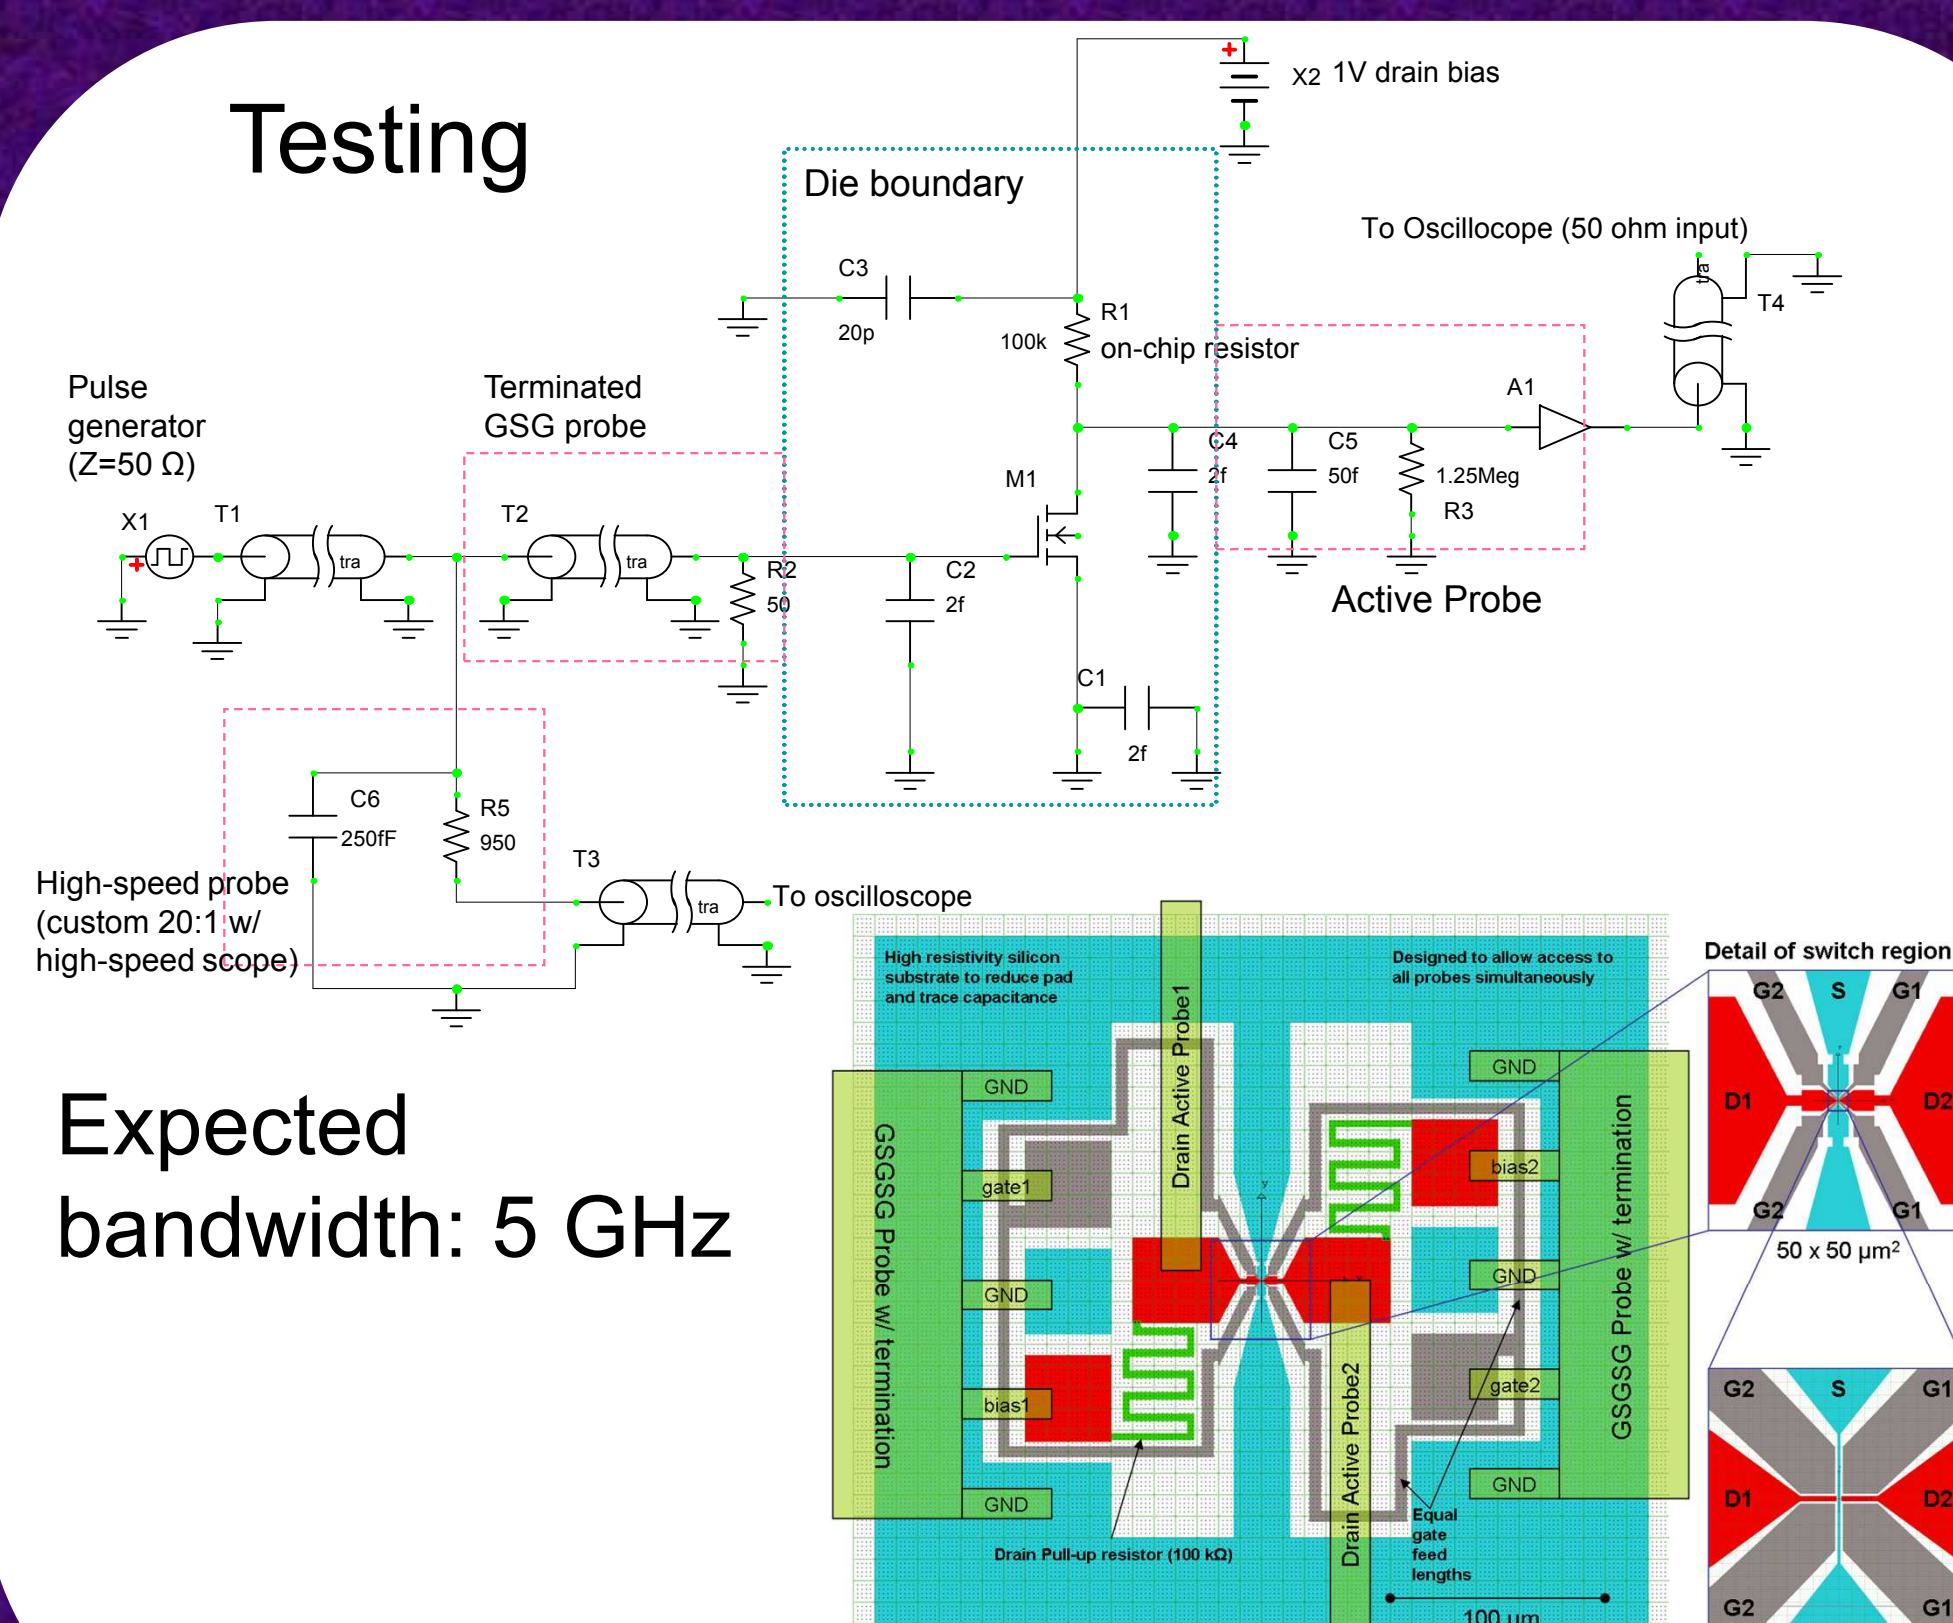 Testing
X2 1V drain bias
Die boundary
To Oscillocope (50 ohm input)
tra
T4
C3
20p
R1
100k
on-chip resistor
Pulse
generator
(Z=50 Ω)
Terminated
GSG probe
A1
C4
2f
C5
50f
1.25Meg
R3
M1
X1
T1
tra
T2
tra
R2
50
C2
2f
Active Probe
C1
2f
C6
250fF
R5
950
T3
tra
To oscilloscope
High-speed probe
(custom 20:1 w/
high-speed scope)
Expected
bandwidth: 5 GHz
High resistivity silicon
substrate to reduce pad
and trace capacitance
Designed to allow access to
all probes simultaneously
Detail of switch region
Drain Active Probe1
GSGSG Probe w/ termination
GND
gate1
GND
bias1
GND
y
GND
bias2
GND
gate2
GND
GSGSG Probe w/ termination
Drain Active Probe2
Drain Pull-up resistor (100 kΩ)
Equal
gate
feed
lengths
100 µm
G2 S G1
D1 D2
G2 G1
50 x 50 µm²
G2 S G1
D1 D2
G2 G1